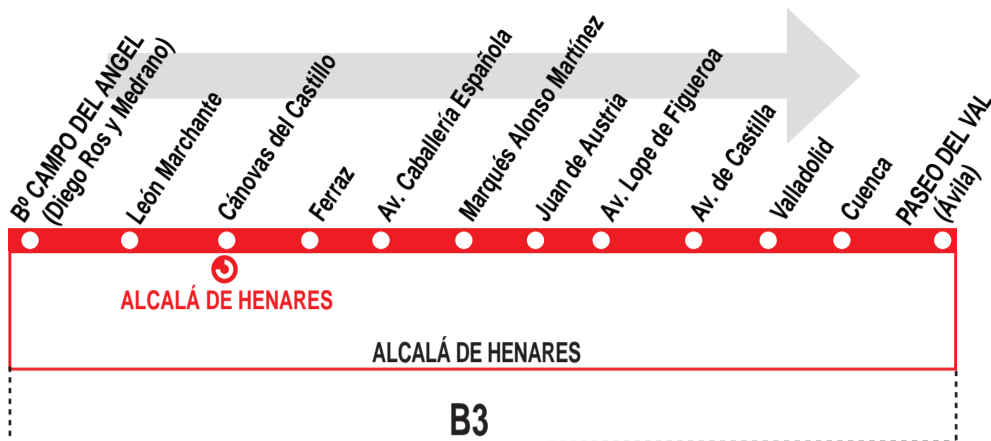 Bº CAMPO DEL ANGEL
(Diego Ros y Medrano)
León Marchante
Cánovas del Castillo
Ferraz
Av. Caballería Española
Marqués Alonso Martínez
Juan de Austria
Av. Lope de Figueroa
Av. de Castilla
Valladolid
Cuenca
PASEO DEL VAL
(Ávila)
ALCALÁ DE HENARES
ALCALÁ DE HENARES
B3